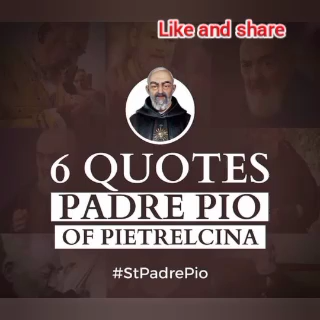 Like and share
6 QUOTES
PADRE PIO
OF PIETRELCINA
#StPadrePio